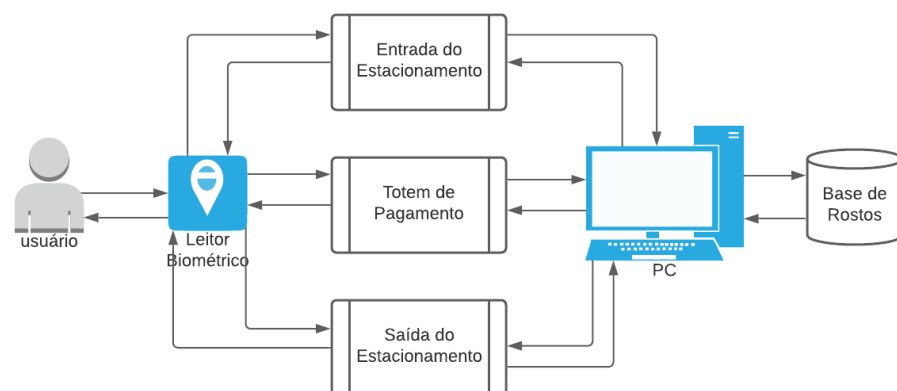 Entrada do
Estacionamento
usuário
Leitor
Biométrico
Totem de
Pagamento
PC
Base de
Rostos
Saída do
Estacionamento